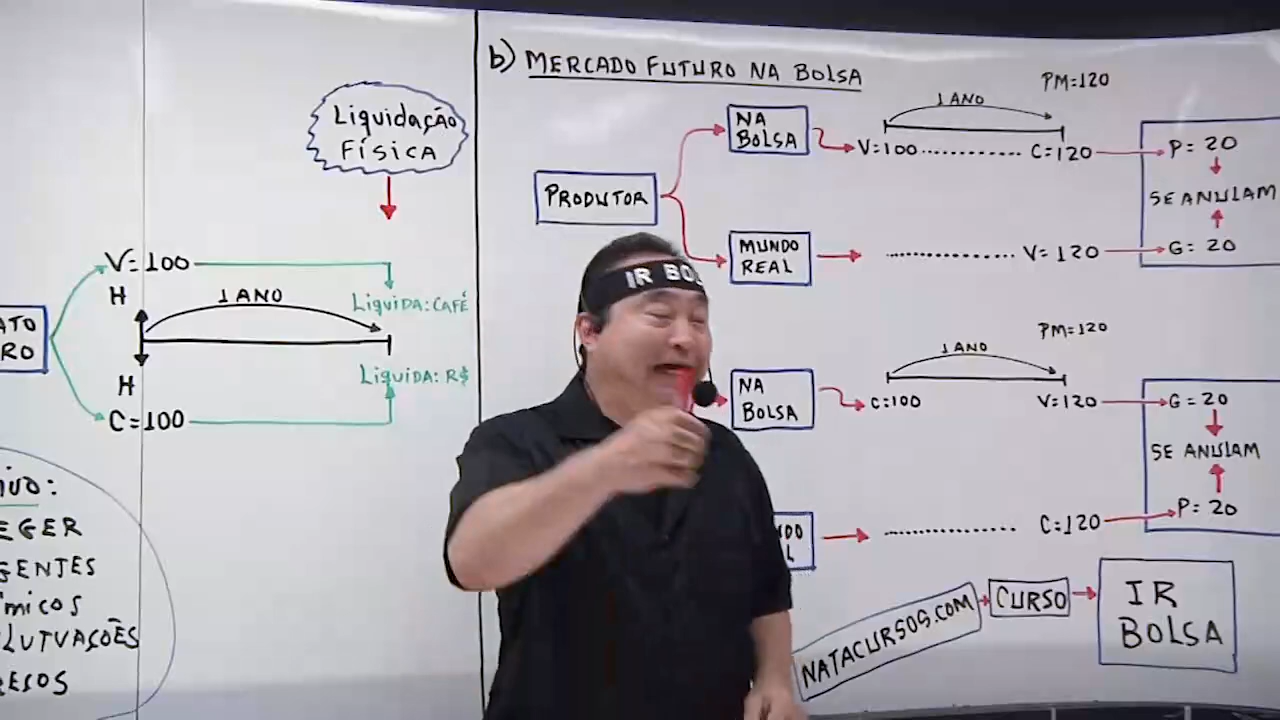 Liquidação
Física
V=100
H
1 ANO
Liquida: CAFÉ
H
Liquida: R$
C=100
b) MERCADO FUTURO NA BOLSA
PM=120
1 ANO
NA
BOLSA
V=100
C=120
P= 20
SE ANULAM
G= 20
PRODUTOR
MUNDO
REAL
V=120
IR BO
PM=120
1 ANO
NA
BOLSA
C=100
V=120
G= 20
SE ANULAM
P= 20
C=120
NATACURSOS.COM
CURSO
IR
BOLSA